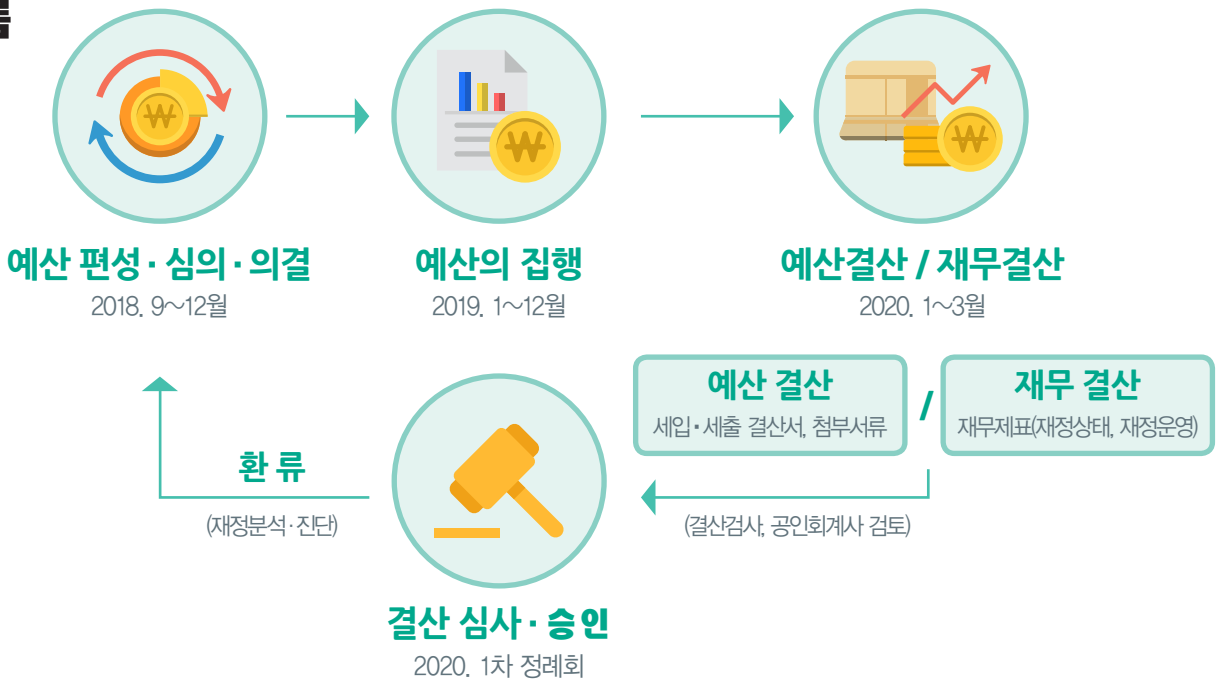 예산 편성·심의·의결
2018. 9~12월
예산의 집행
2019. 1~12월
예산결산 / 재무결산
2020. 1~3월
예산 결산
세입·세출 결산서, 첨부서류
/
재무 결산
재무제표(재정상태, 재정운영)
(결산검사, 공인회계사 검토)
환류
(재정분석·진단)
결산 심사·승인
2020. 1차 정례회